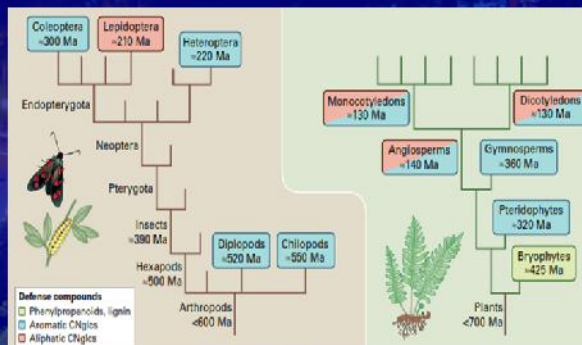 Coleoptera
≈300 Ma
Lepidoptera
≈210 Ma
Heteroptera
≈220 Ma
Endopterygota
Neoptera
Pterygota
Insects
≈390 Ma
Diplopods
≈520 Ma
Chilopods
≈550 Ma
Hexapods
≈500 Ma
Arthropods
<600 Ma
Defense compounds
Phenylpropanoids, lignin
Aromatic CNglcs
Aliphatic CNglcs
Monocotyledons
≈130 Ma
Dicotyledons
≈130 Ma
Angiosperms
≈140 Ma
Gymnosperms
≈360 Ma
Pteridophytes
≈320 Ma
Bryophytes
≈425 Ma
Plants
<700 Ma